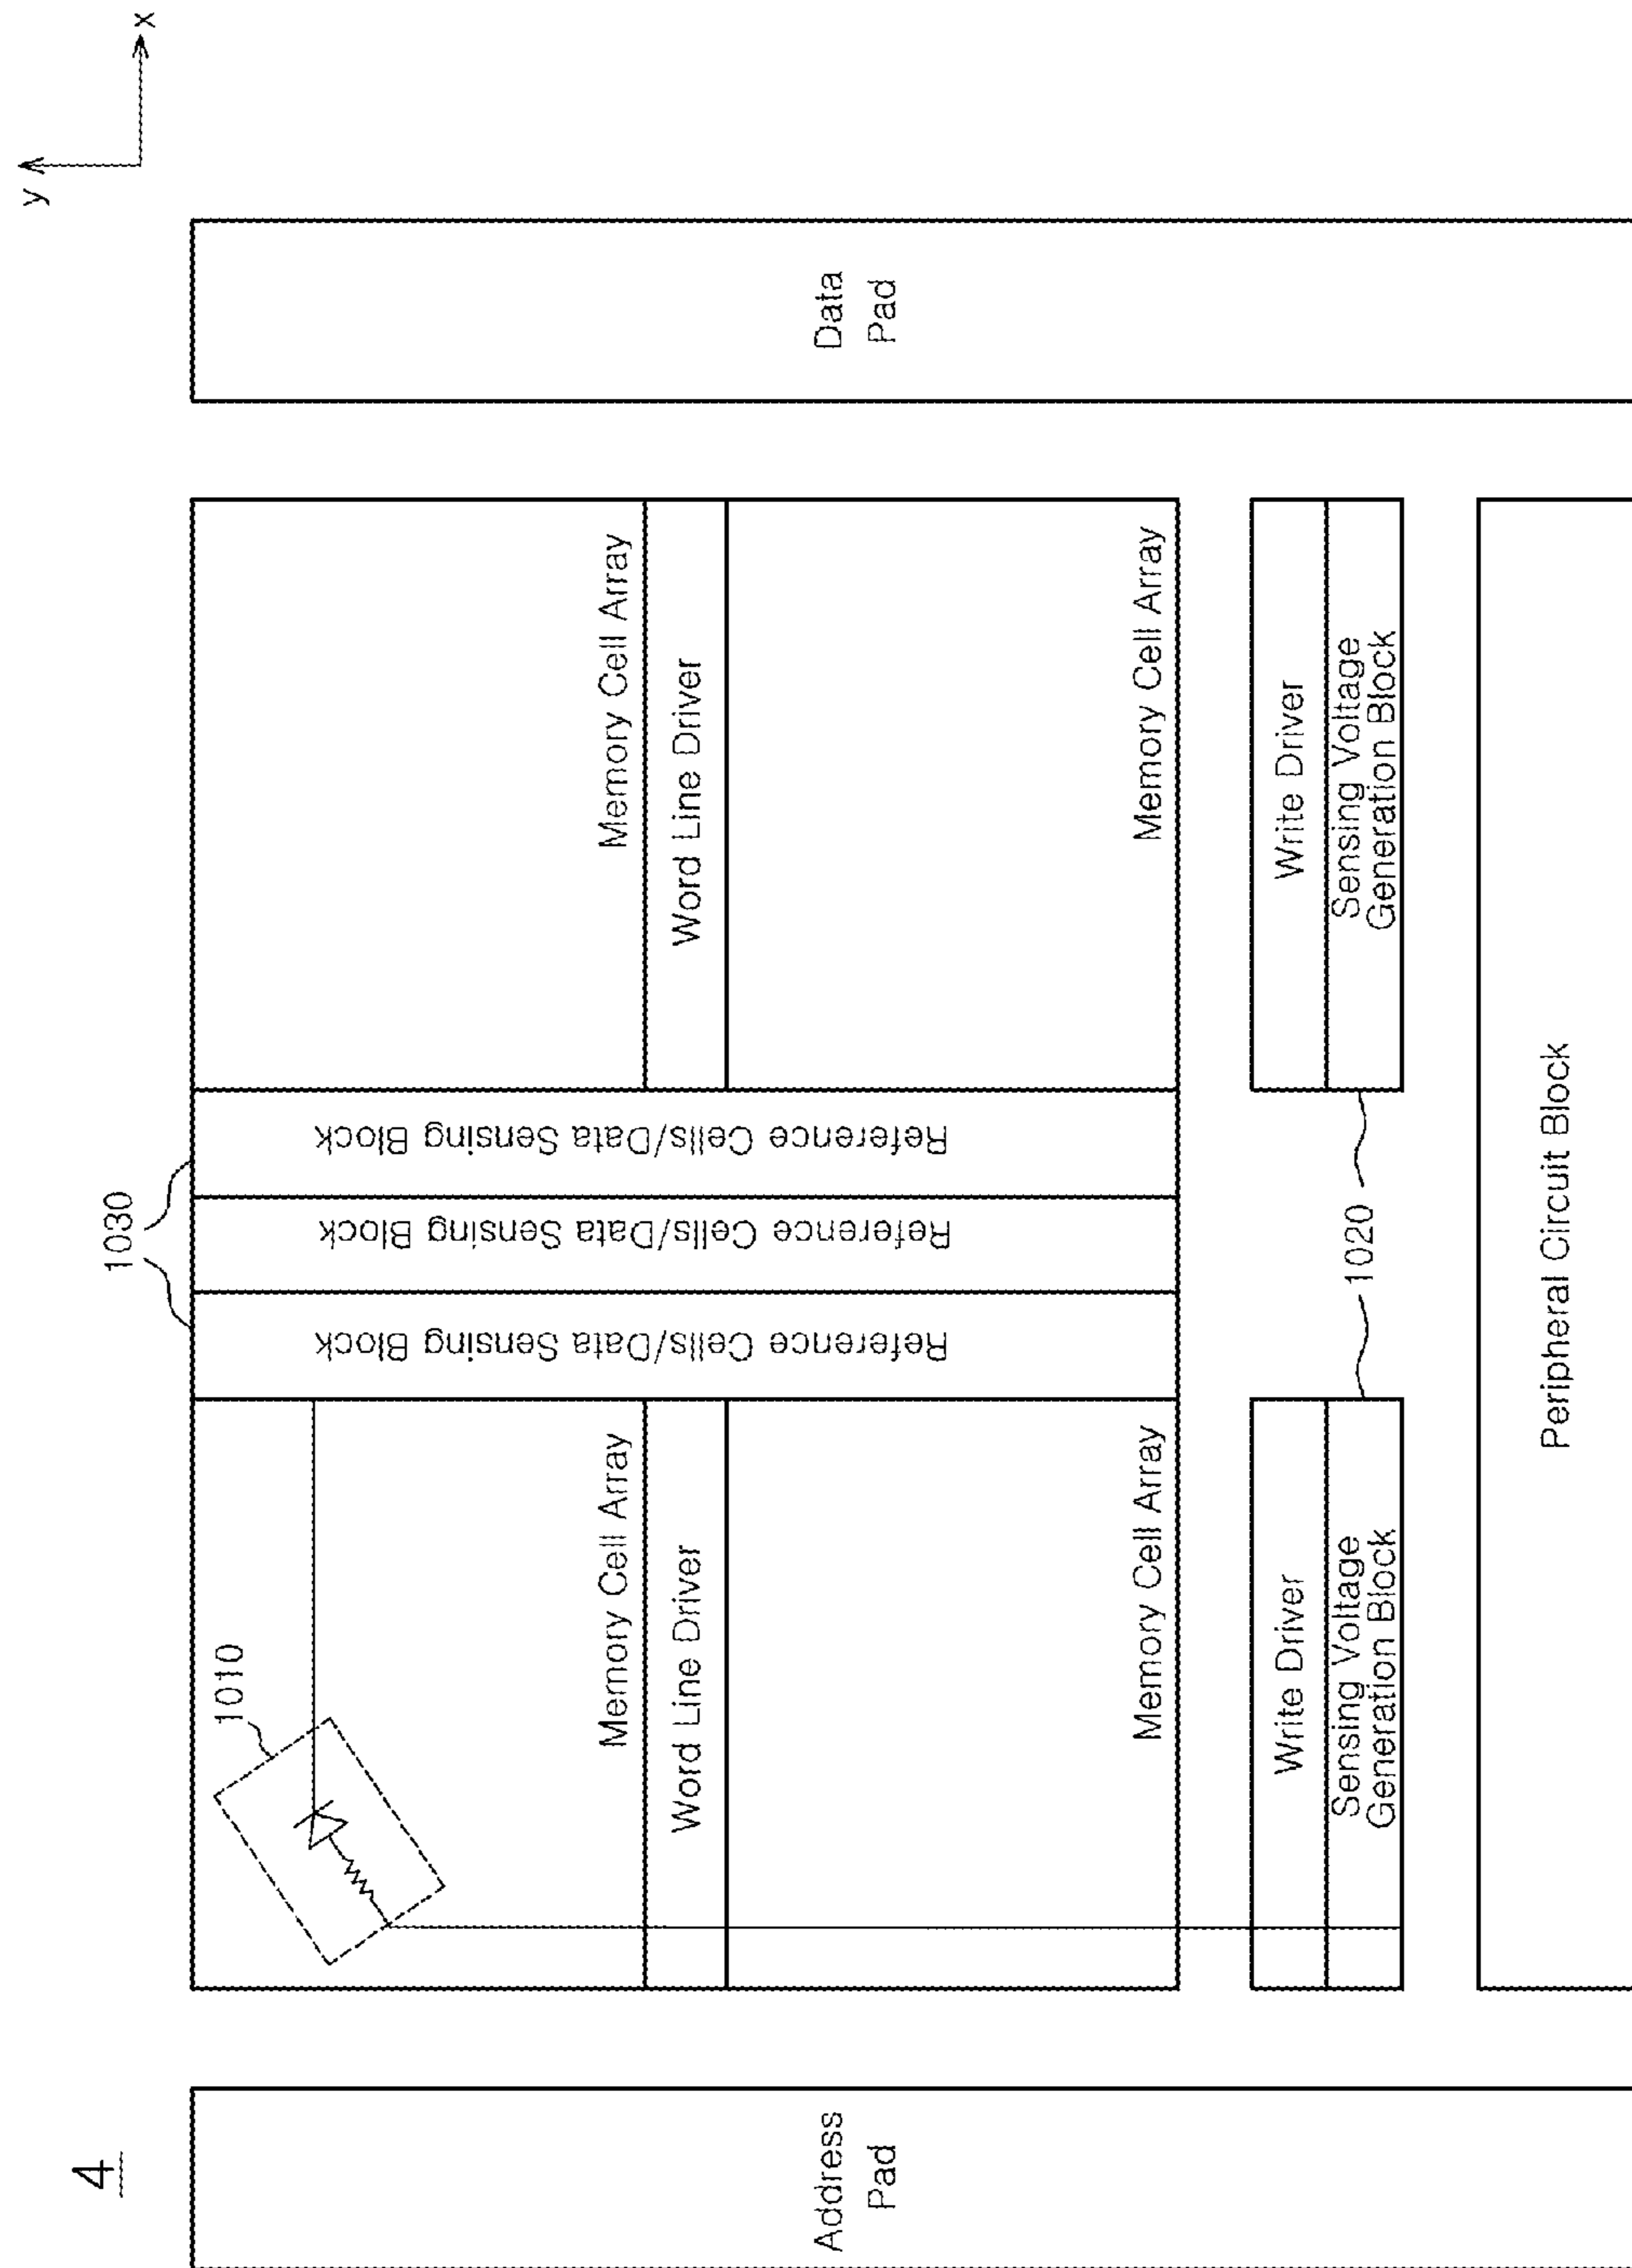 4
1030
y
x
1010
Memory Cell Array
Memory Cell Array
Word Line Driver
Word Line Driver
Reference Cells/Data Sensing Block
Reference Cells/Data Sensing Block
Reference Cells/Data Sensing Block
Address
Pad
Data
Pad
Memory Cell Array
Memory Cell Array
Write Driver
Write Driver
Sensing Voltage
Generation Block
1020
Sensing Voltage
Generation Block
Peripheral Circuit Block